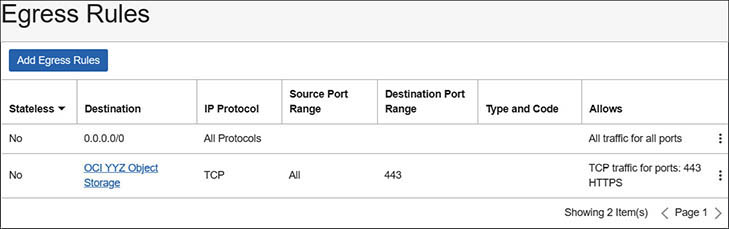 Egress Rules
Add Egress Rules
Stateless Destination IP Protocol Source Port Range Destination Port Range Type and Code Allows
No 0.0.0.0/0 All Protocols All traffic for all ports
No OCI YYZ Object Storage TCP All 443 TCP traffic for ports: 443 HTTPS
Showing 2 Item(s) Page 1